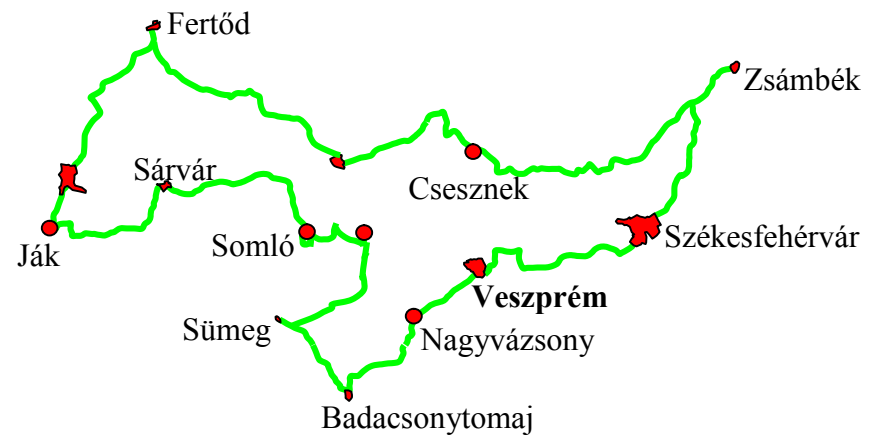 Fertőd
Zsámbék
Sárvár
Csesznek
Somló
Székesfehérvár
Ják
Veszprém
Sümeg
Nagyvázsony
Badacsonytomaj